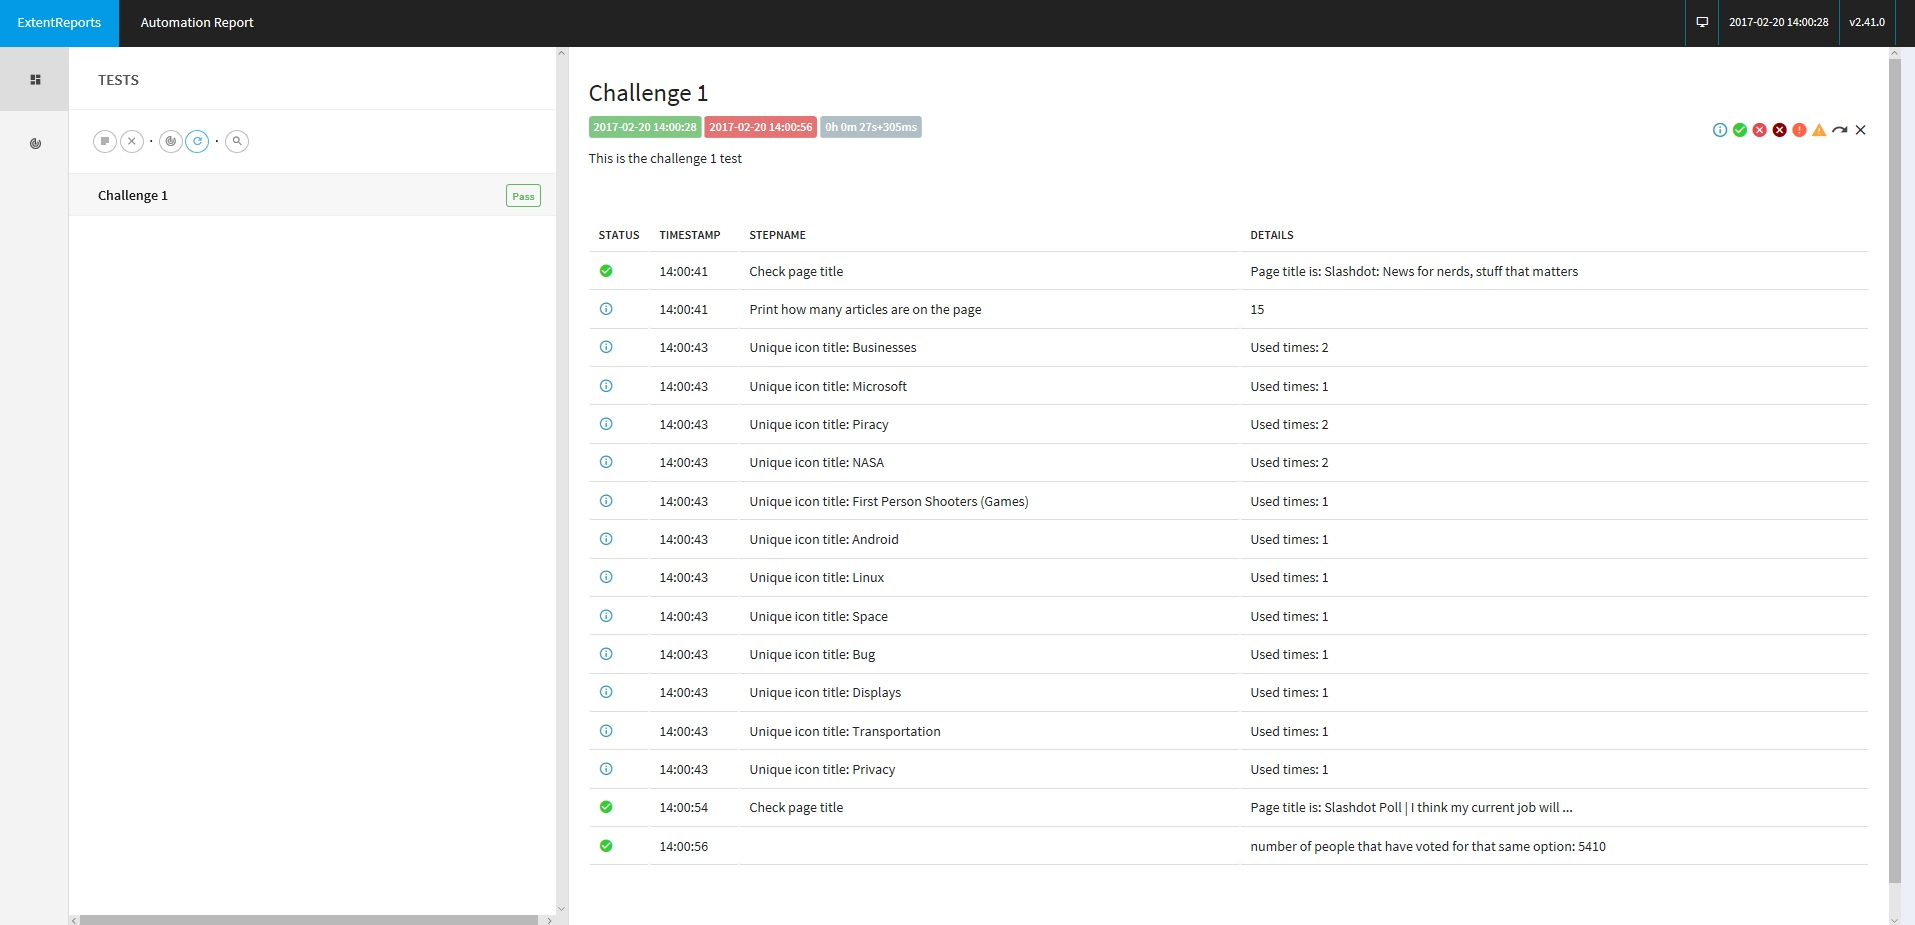 ExtentReports Automation Report 2017-02-20 14:00:28 v2.41.0
TESTS
Challenge 1 Pass
Challenge 1
2017-02-20 14:00:28 2017-02-20 14:00:56 0h 0m 27s+305ms
This is the challenge 1 test
STATUS TIMESTAMP STEPNAME DETAILS
14:00:41 Check page title Page title is: Slashdot: News for nerds, stuff that matters
14:00:41 Print how many articles are on the page 15
14:00:43 Unique icon title: Businesses Used times: 2
14:00:43 Unique icon title: Microsoft Used times: 1
14:00:43 Unique icon title: Piracy Used times: 2
14:00:43 Unique icon title: NASA Used times: 2
14:00:43 Unique icon title: First Person Shooters (Games) Used times: 1
14:00:43 Unique icon title: Android Used times: 1
14:00:43 Unique icon title: Linux Used times: 1
14:00:43 Unique icon title: Space Used times: 1
14:00:43 Unique icon title: Bug Used times: 1
14:00:43 Unique icon title: Displays Used times: 1
14:00:43 Unique icon title: Transportation Used times: 1
14:00:43 Unique icon title: Privacy Used times: 1
14:00:54 Check page title Page title is: Slashdot Poll | I think my current job will ...
14:00:56 number of people that have voted for that same option: 5410